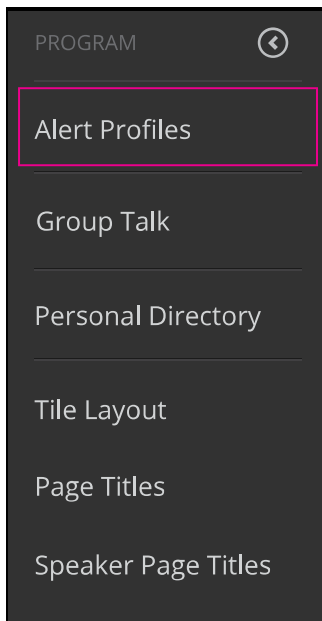 PROGRAM
Alert Profiles
Group Talk
Personal Directory
Tile Layout
Page Titles
Speaker Page Titles